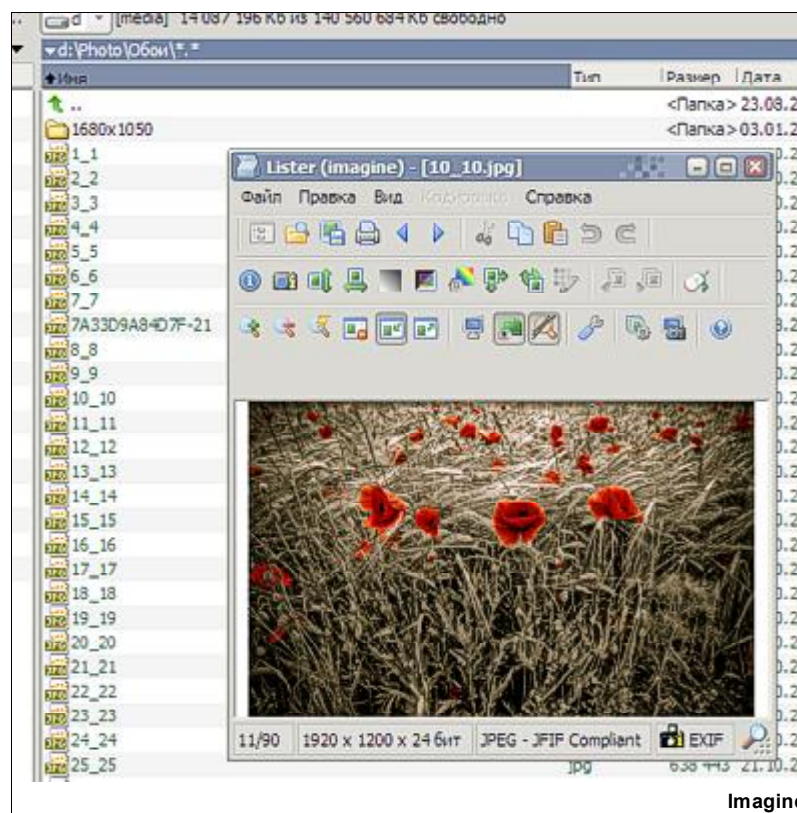 d [media] 14 087 196 Кб из 140 560 684 Кб свободно
d:\Photo\Обои\*.*
Имя Тип Размер Дата
.. <Папка> 23.08.2
1680x1050 <Папка> 03.01.2
1_1
2_2
3_3
4_4
5_5
6_6
7_7
7A33D9A84D7F-21
8_8
9_9
10_10
11_11
12_12
13_13
14_14
15_15
16_16
17_17
18_18
19_19
20_20
21_21
22_22
23_23
24_24
25_25 jpg 638 443 21.10.2
Lister (imagine) - [10_10.jpg]
Файл Правка Вид Кодировка Справка
11/90 1920 x 1200 x 24 бит JPEG - JFIF Compliant EXIF
Imagine